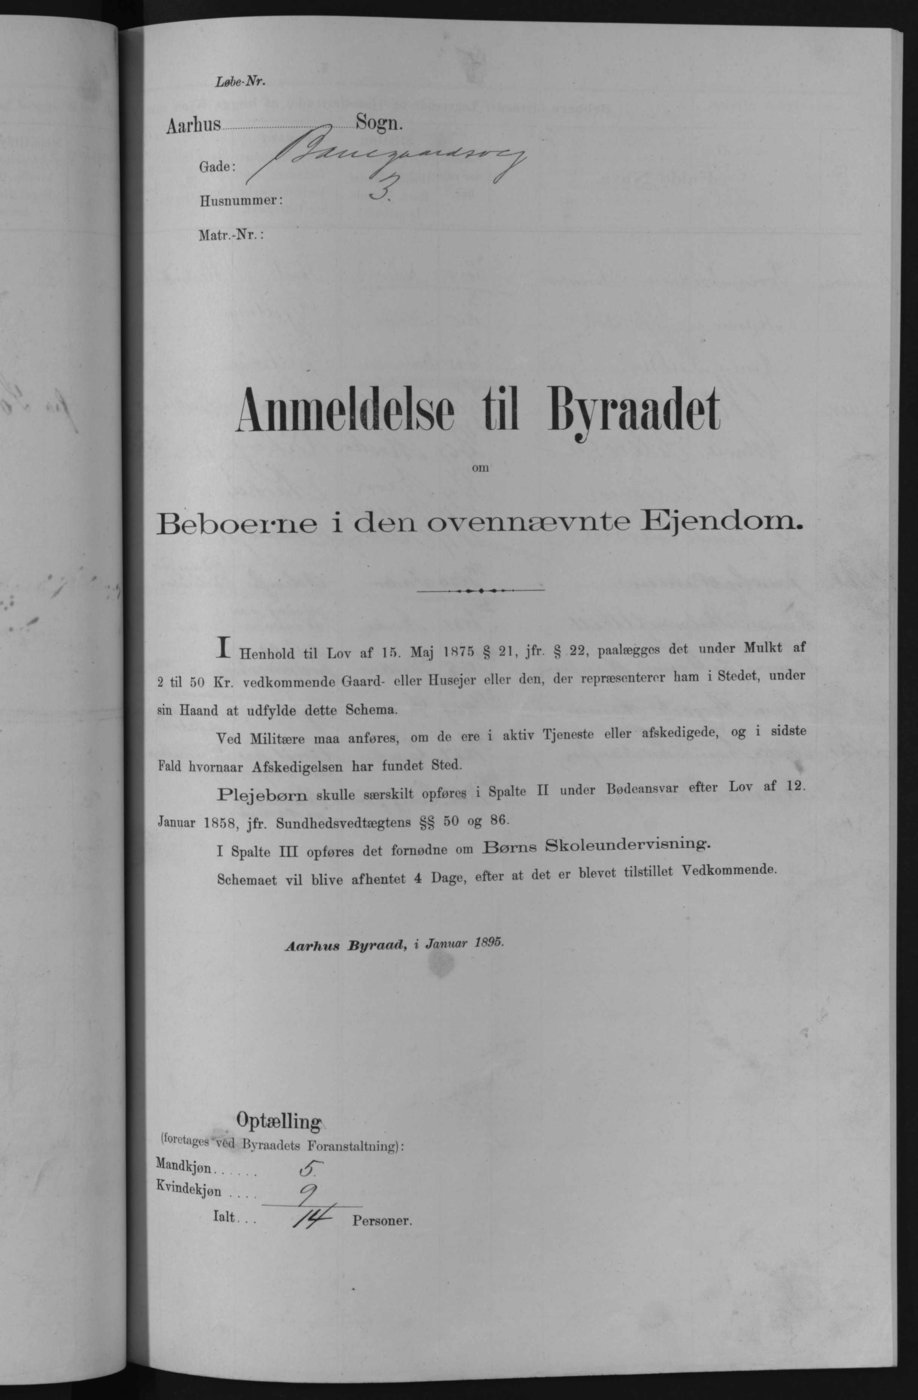 Løbe-Nr.
Aarhus Sogn.
Gade: Banegaardsvej
Husnummer: 3.
Matr.-Nr.:
Anmeldelse til Byraadet
om
Beboerne i den ovennævnte Ejendom.
I Henhold til Lov af 15. Maj 1875 § 21, jfr. § 22, paalægges det under Mulkt af
2 til 50 Kr. vedkommende Gaard- eller Husejer eller den, der repræsenterer ham i Stedet, under
sin Haand at udfylde dette Schema.
Ved Militære maa anføres, om de ere i aktiv Tjeneste eller afskedigede, og i sidste
Fald hvornaar Afskedigelsen har fundet Sted.
Plejebørn skulle særskilt opføres i Spalte II under Bødeansvar efter Lov af 12.
Januar 1858, jfr. Sundhedsvedtægtens §§ 50 og 86.
I Spalte III opføres det fornødne om Børns Skoleundervisning.
Schemaet vil blive afhentet 4 Dage, efter at det er blevet tilstillet Vedkommende.
Aarhus Byraad, i Januar 1895.
Optælling
(foretages ved Byraadets Foranstaltning):
Mandkjøn...... 5.
Kvindekjøn .... 9
Ialt... 14 Personer.